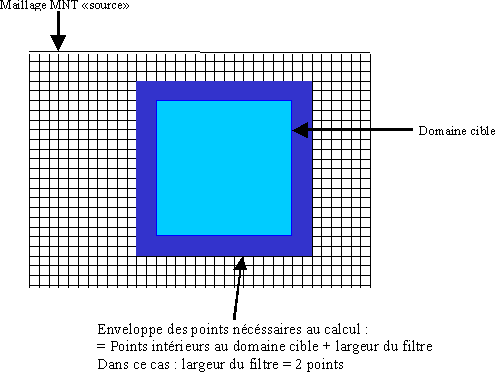 Maillage MNT «source»
Domaine cible
Enveloppe des points nécéssaires au calcul :
= Points intérieurs au domaine cible + largeur du filtre
Dans ce cas : largeur du filtre = 2 points